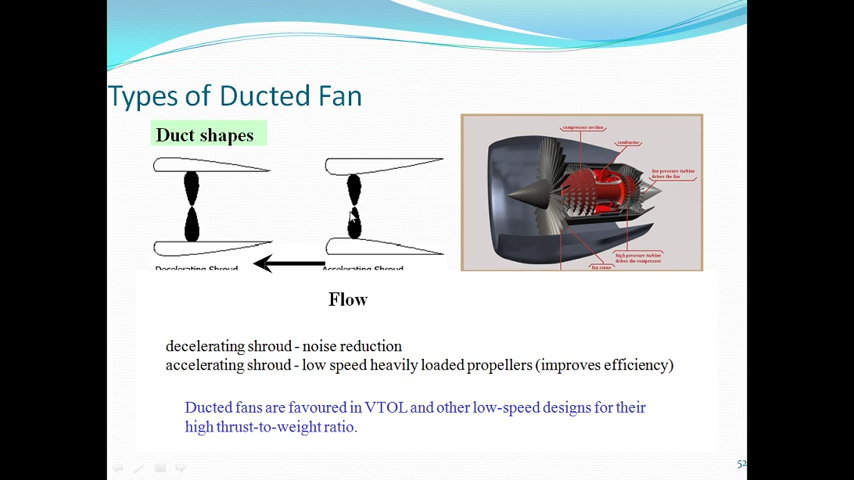 Types of Ducted Fan
Duct shapes
compressor section
combustor
low pressure turbine
drives the fan
high pressure turbine
drives the compressor
fan stator
Decelerating Shroud
Accelerating Shroud
Flow
decelerating shroud - noise reduction
accelerating shroud - low speed heavily loaded propellers (improves efficiency)
Ducted fans are favoured in VTOL and other low-speed designs for their
high thrust-to-weight ratio.
52